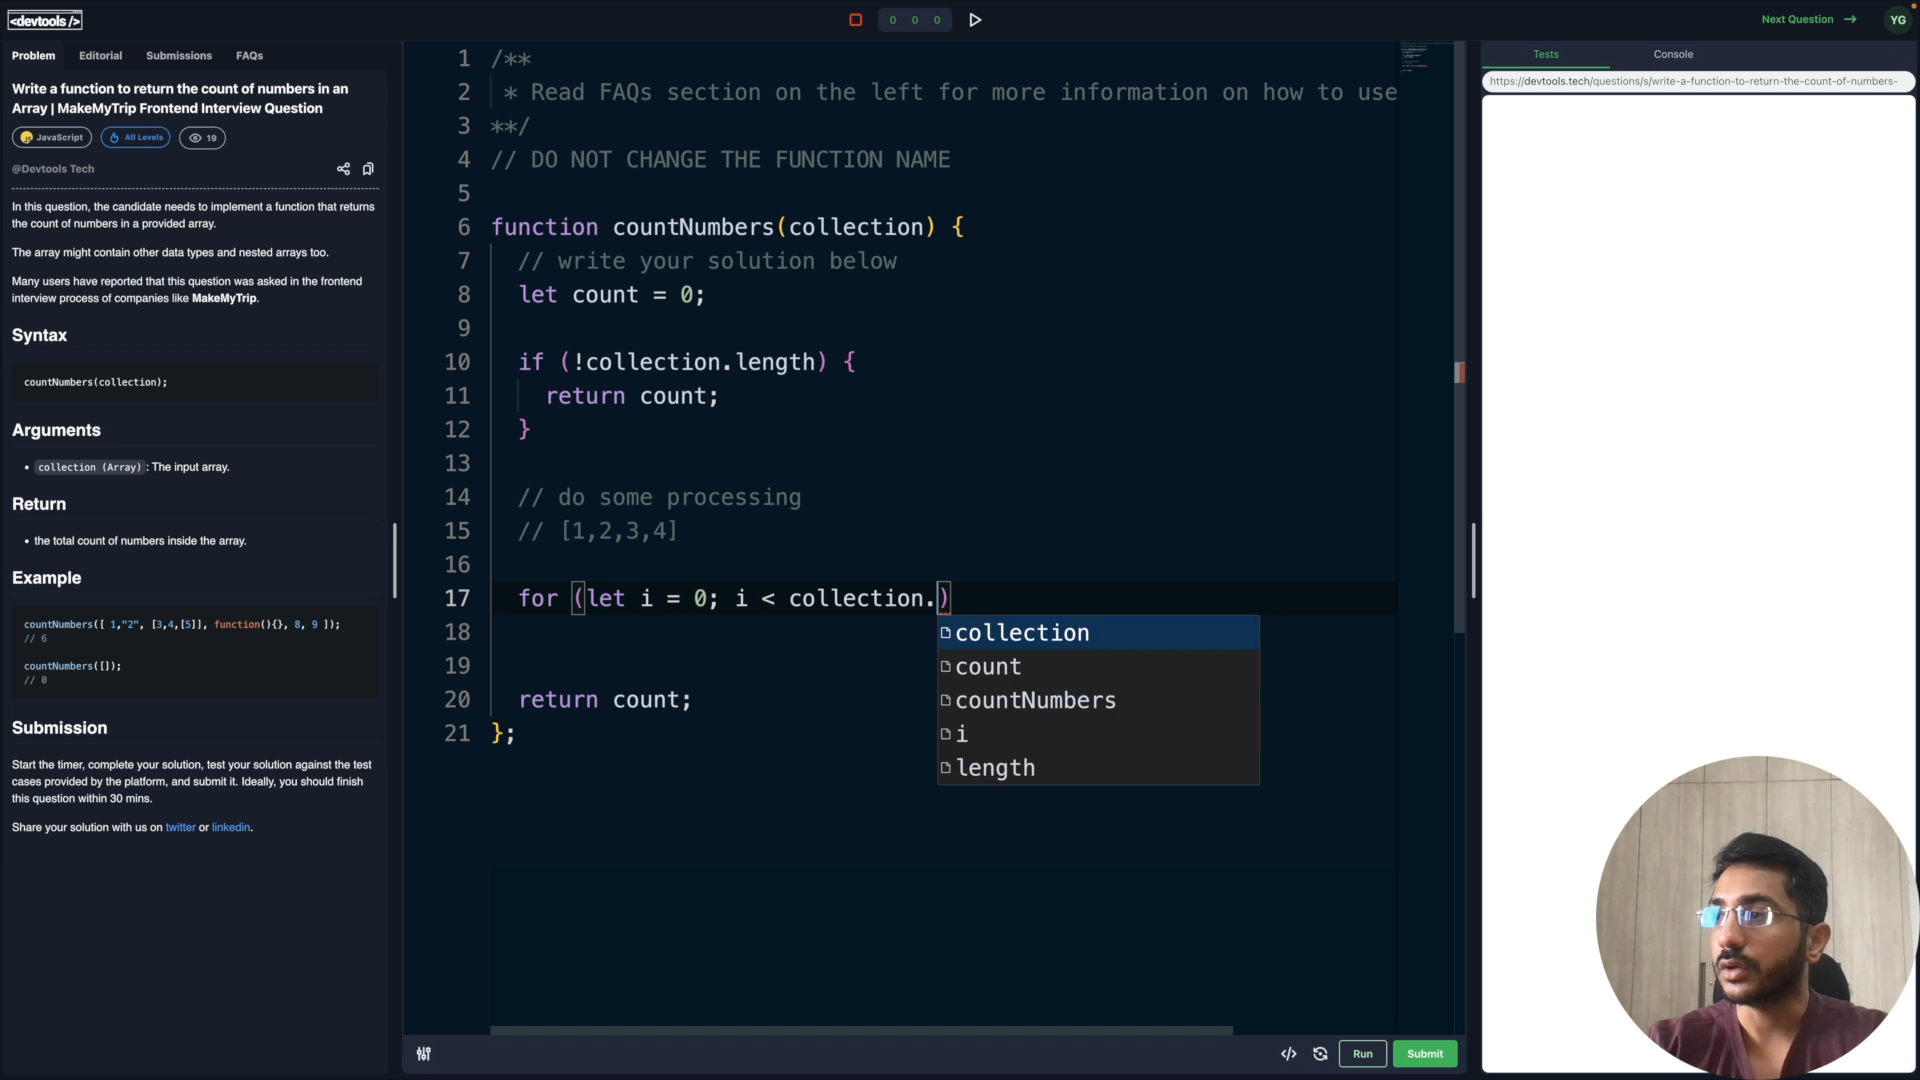 <devtools />
0 0 0
Next Question →
YG
Problem Editorial Submissions FAQs
Write a function to return the count of numbers in an
Array | MakeMyTrip Frontend Interview Question
JavaScript All Levels 19
@Devtools Tech
In this question, the candidate needs to implement a function that returns
the count of numbers in a provided array.
The array might contain other data types and nested arrays too.
Many users have reported that this question was asked in the frontend
interview process of companies like MakeMyTrip.
Syntax
countNumbers(collection);
Arguments
• collection (Array) : The input array.
Return
• the total count of numbers inside the array.
Example
countNumbers([ 1,"2", [3,4,[5]], function(){}, 8, 9 ]);
// 6
countNumbers([]);
// 0
Submission
Start the timer, complete your solution, test your solution against the test
cases provided by the platform, and submit it. Ideally, you should finish
this question within 30 mins.
Share your solution with us on twitter or linkedin.
1 /**
2 * Read FAQs section on the left for more information on how to use
3 **/
4 // DO NOT CHANGE THE FUNCTION NAME
5
6 function countNumbers(collection) {
7 // write your solution below
8 let count = 0;
9
10 if (!collection.length) {
11 return count;
12 }
13
14 // do some processing
15 // [1,2,3,4]
16
17 for (let i = 0; i < collection.)
18
19
20 return count;
21 };
collection
count
countNumbers
i
length
</> Run Submit
Tests Console
https://devtools.tech/questions/s/write-a-function-to-return-the-count-of-numbers-